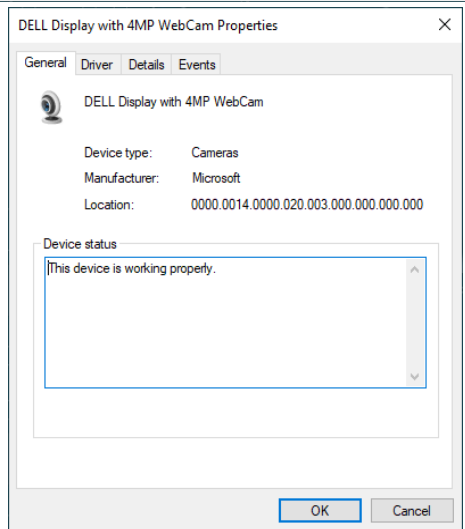 DELL Display with 4MP WebCam Properties
General Driver Details Events
DELL Display with 4MP WebCam
Device type: Cameras
Manufacturer: Microsoft
Location: 0000.0014.0000.020.003.000.000.000.000
Device status
This device is working properly.
OK Cancel